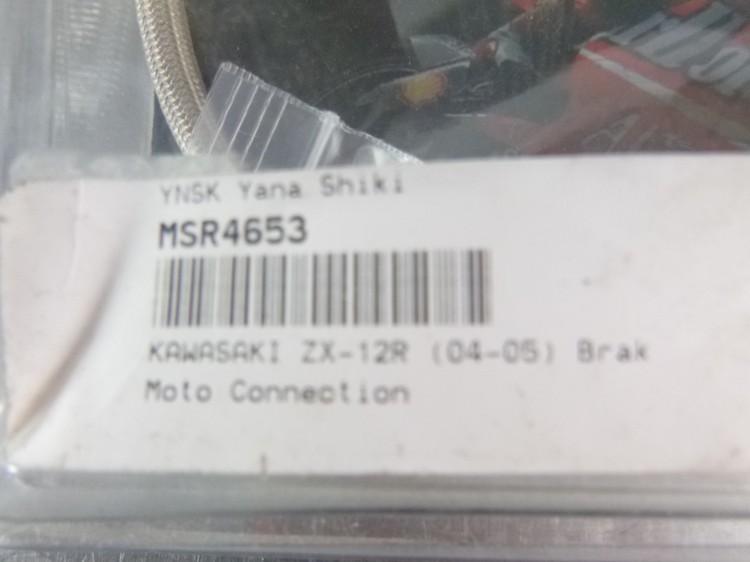 YNSK Yana Shiki
MSR4653
KAWASAKI ZX-12R (04-05) Brak
Moto Connection